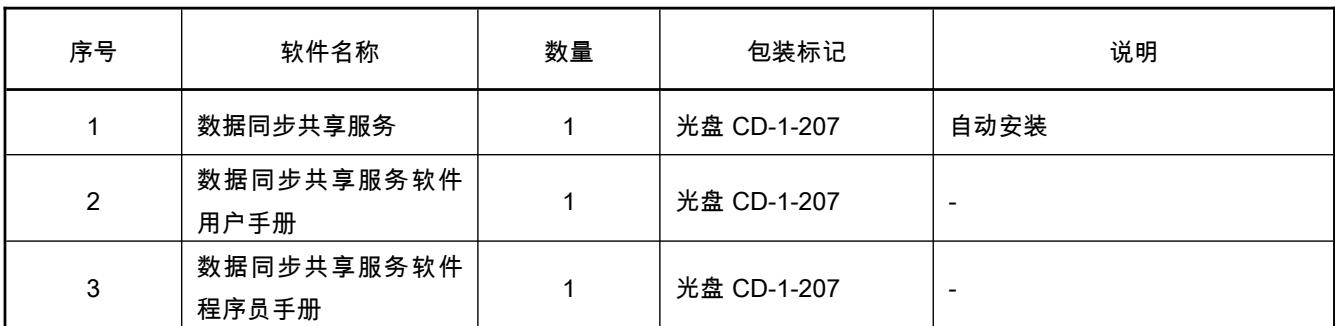 序号 软件名称 数量 包装标记 说明
1 数据同步共享服务 1 光盘 CD-1-207 自动安装
2 数据同步共享服务软件
用户手册 1 光盘 CD-1-207 -
3 数据同步共享服务软件
程序员手册 1 光盘 CD-1-207 -